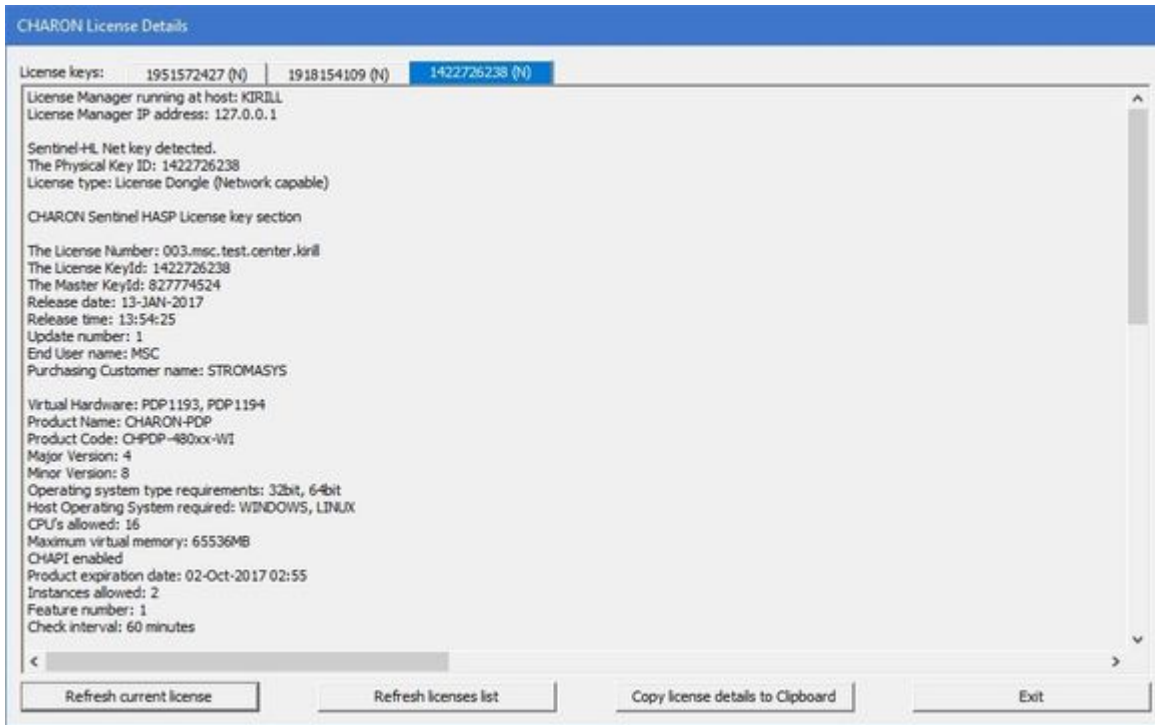 CHARON License Details
License keys: 1951572427 (N) 1918154109 (N) 1422726238 (N)
License Manager running at host: KIRILL
License Manager IP address: 127.0.0.1
Sentinel-HL Net key detected.
The Physical Key ID: 1422726238
License type: License Dongle (Network capable)
CHARON Sentinel HASP License key section
The License Number: 003.msc.test.center.kirill
The License KeyId: 1422726238
The Master KeyId: 827774524
Release date: 13-JAN-2017
Release time: 13:54:25
Update number: 1
End User name: MSC
Purchasing Customer name: STROMASYS
Virtual Hardware: PDP1193, PDP1194
Product Name: CHARON-PDP
Product Code: CHPDP-480xx-WI
Major Version: 4
Minor Version: 8
Operating system type requirements: 32bit, 64bit
Host Operating System required: WINDOWS, LINUX
CPU's allowed: 16
Maximum virtual memory: 65536MB
CHAPI enabled
Product expiration date: 02-Oct-2017 02:55
Instances allowed: 2
Feature number: 1
Check interval: 60 minutes
Refresh current license Refresh licenses list Copy license details to Clipboard Exit